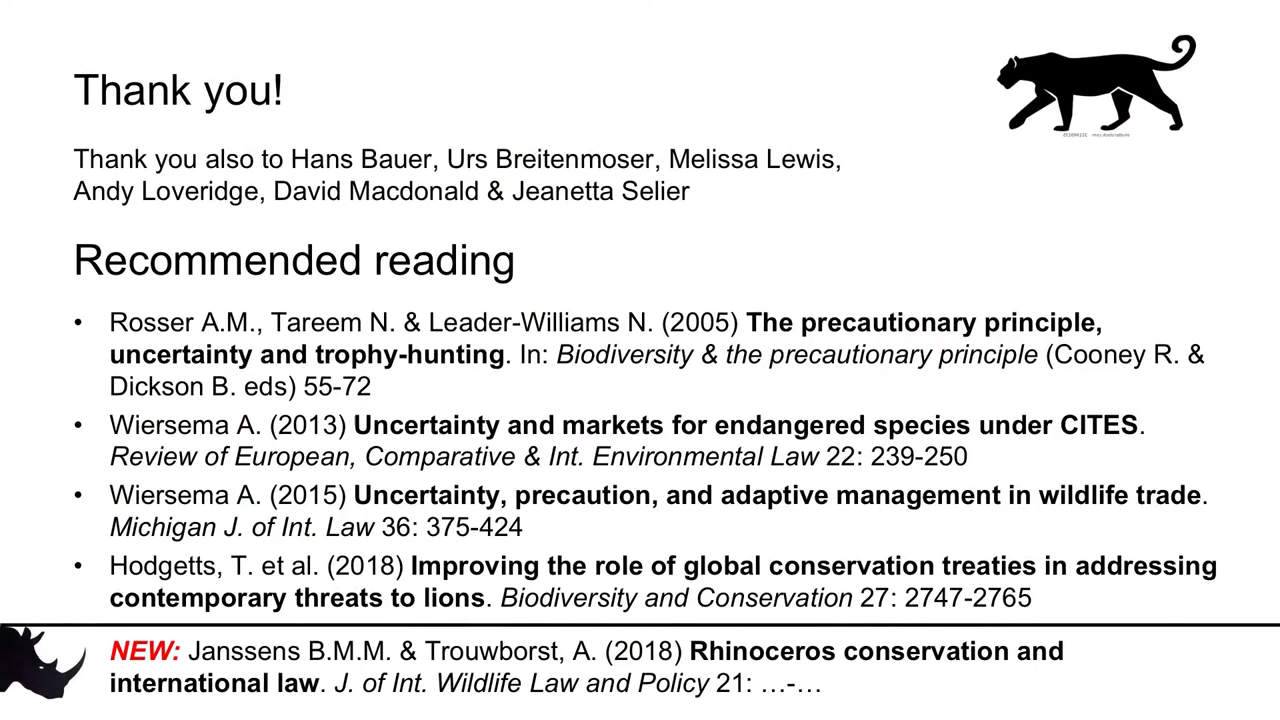 Thank you!
Thank you also to Hans Bauer, Urs Breitenmoser, Melissa Lewis,
Andy Loveridge, David Macdonald & Jeanetta Selier
Recommended reading
• Rosser A.M., Tareem N. & Leader-Williams N. (2005) The precautionary principle,
uncertainty and trophy-hunting. In: Biodiversity & the precautionary principle (Cooney R. &
Dickson B. eds) 55-72
• Wiersema A. (2013) Uncertainty and markets for endangered species under CITES.
Review of European, Comparative & Int. Environmental Law 22: 239-250
• Wiersema A. (2015) Uncertainty, precaution, and adaptive management in wildlife trade.
Michigan J. of Int. Law 36: 375-424
• Hodgetts, T. et al. (2018) Improving the role of global conservation treaties in addressing
contemporary threats to lions. Biodiversity and Conservation 27: 2747-2765
NEW: Janssens B.M.M. & Trouwborst, A. (2018) Rhinoceros conservation and
international law. J. of Int. Wildlife Law and Policy 21: …-…